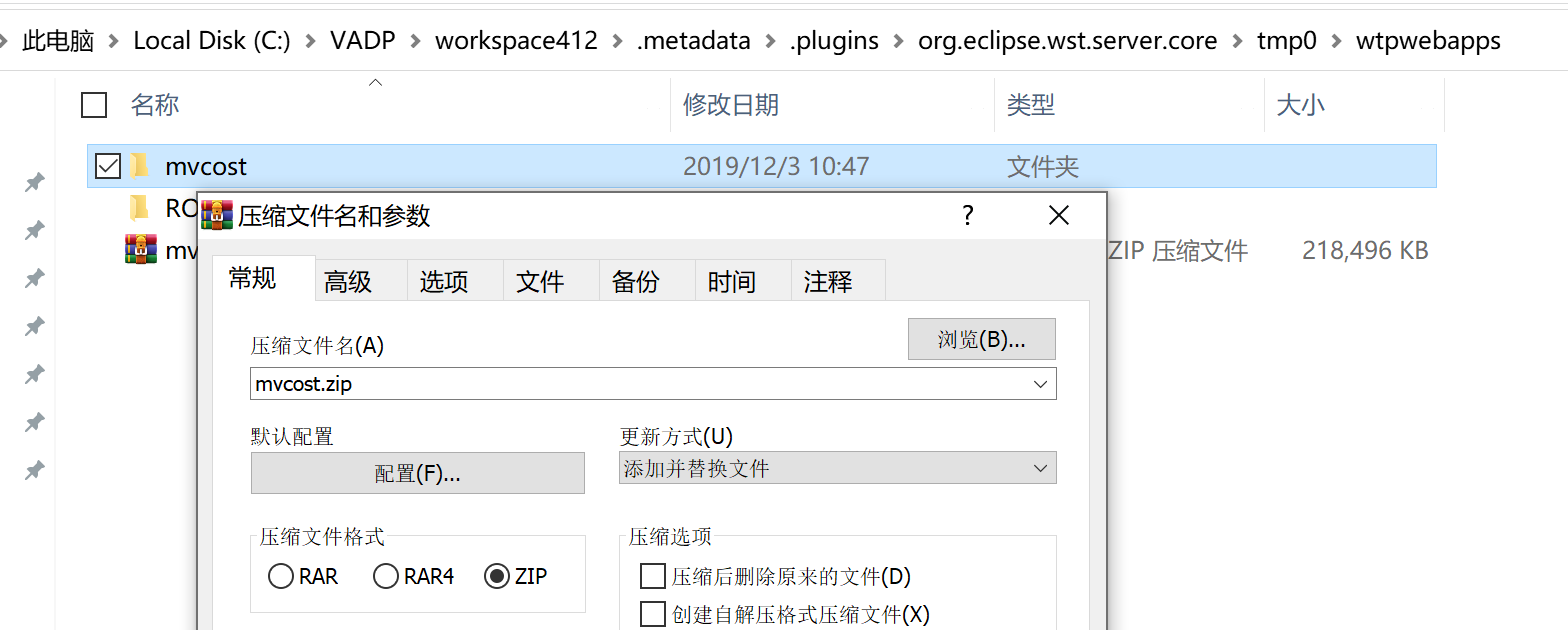 此电脑 > Local Disk (C:) > VADP > workspace412 > .metadata > .plugins > org.eclipse.wst.server.core > tmp0 > wtpwebapps
名称 修改日期 类型 大小
mvcost 2019/12/3 10:47 文件夹
RO
压缩文件名和参数 ? ×
mv ZIP 压缩文件 218,496 KB
常规 高级 选项 文件 备份 时间 注释
压缩文件名(A) 浏览(B)...
mvcost.zip
默认配置 更新方式(U)
配置(F)... 添加并替换文件
压缩文件格式 压缩选项
RAR RAR4 ZIP 压缩后删除原来的文件(D)
创建自解压格式压缩文件(X)